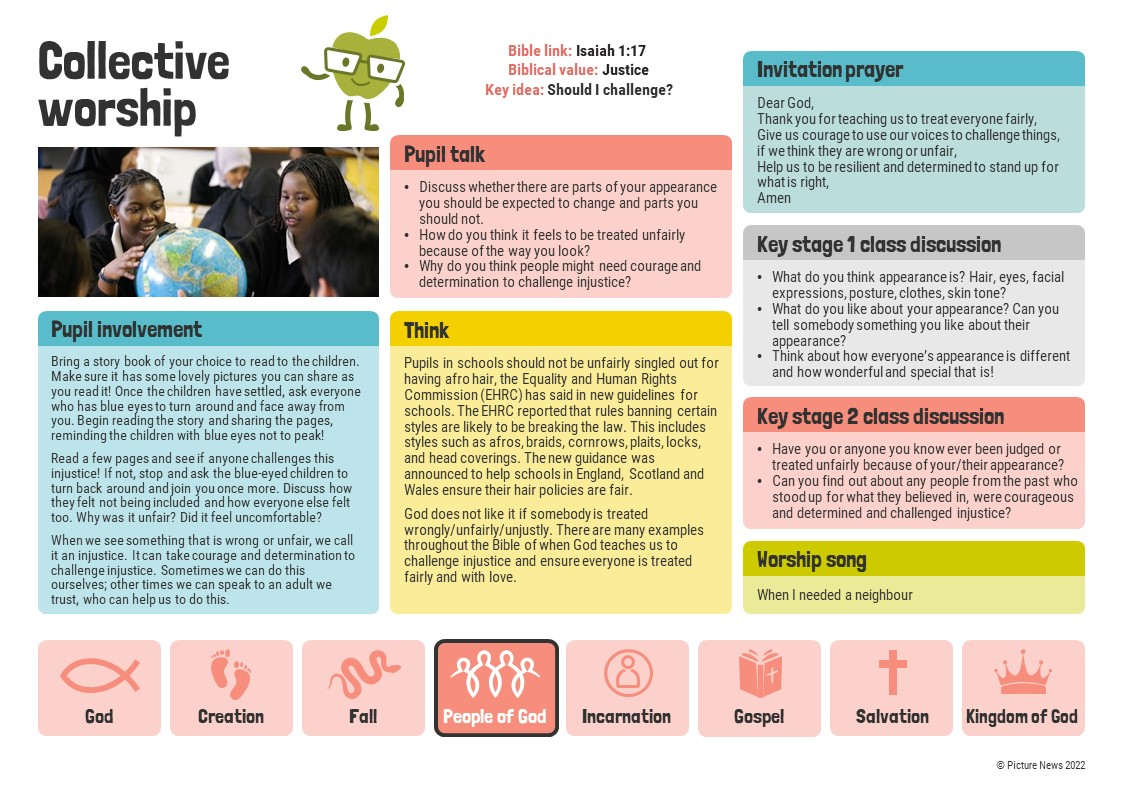 Collective
worship
Bible link: Isaiah 1:17
Biblical value: Justice
Key idea: Should I challenge?
Pupil talk
• Discuss whether there are parts of your appearance
you should be expected to change and parts you
should not.
• How do you think it feels to be treated unfairly
because of the way you look?
• Why do you think people might need courage and
determination to challenge injustice?
Invitation prayer
Dear God,
Thank you for teaching us to treat everyone fairly,
Give us courage to use our voices to challenge things,
if we think they are wrong or unfair,
Help us to be resilient and determined to stand up for
what is right,
Amen
Key stage 1 class discussion
• What do you think appearance is? Hair, eyes, facial
expressions, posture, clothes, skin tone?
• What do you like about your appearance? Can you
tell somebody something you like about their
appearance?
• Think about how everyone's appearance is different
and how wonderful and special that is!
Pupil involvement
Bring a story book of your choice to read to the children.
Make sure it has some lovely pictures you can share as
you read it! Once the children have settled, ask everyone
who has blue eyes to turn around and face away from
you. Begin reading the story and sharing the pages,
reminding the children with blue eyes not to peak!
Read a few pages and see if anyone challenges this
injustice! If not, stop and ask the blue-eyed children to
turn back around and join you once more. Discuss how
they felt not being included and how everyone else felt
too. Why was it unfair? Did it feel uncomfortable?
When we see something that is wrong or unfair, we call
it an injustice. It can take courage and determination to
challenge injustice. Sometimes we can do this
ourselves; other times we can speak to an adult we
trust, who can help us to do this.
Think
Pupils in schools should not be unfairly singled out for
having afro hair, the Equality and Human Rights
Commission (EHRC) has said in new guidelines for
schools. The EHRC reported that rules banning certain
styles are likely to be breaking the law. This includes
styles such as afros, braids, cornrows, plaits, locks,
and head coverings. The new guidance was
announced to help schools in England, Scotland and
Wales ensure their hair policies are fair.
God does not like it if somebody is treated
wrongly/unfairly/unjustly. There are many examples
throughout the Bible of when God teaches us to
challenge injustice and ensure everyone is treated
fairly and with love.
Key stage 2 class discussion
• Have you or anyone you know ever been judged or
treated unfairly because of your/their appearance?
• Can you find out about any people from the past who
stood up for what they believed in, were courageous
and determined and challenged injustice?
Worship song
When I needed a neighbour
God
Creation
Fall
People of God
Incarnation
Gospel
Salvation
Kingdom of God
© Picture News 2022